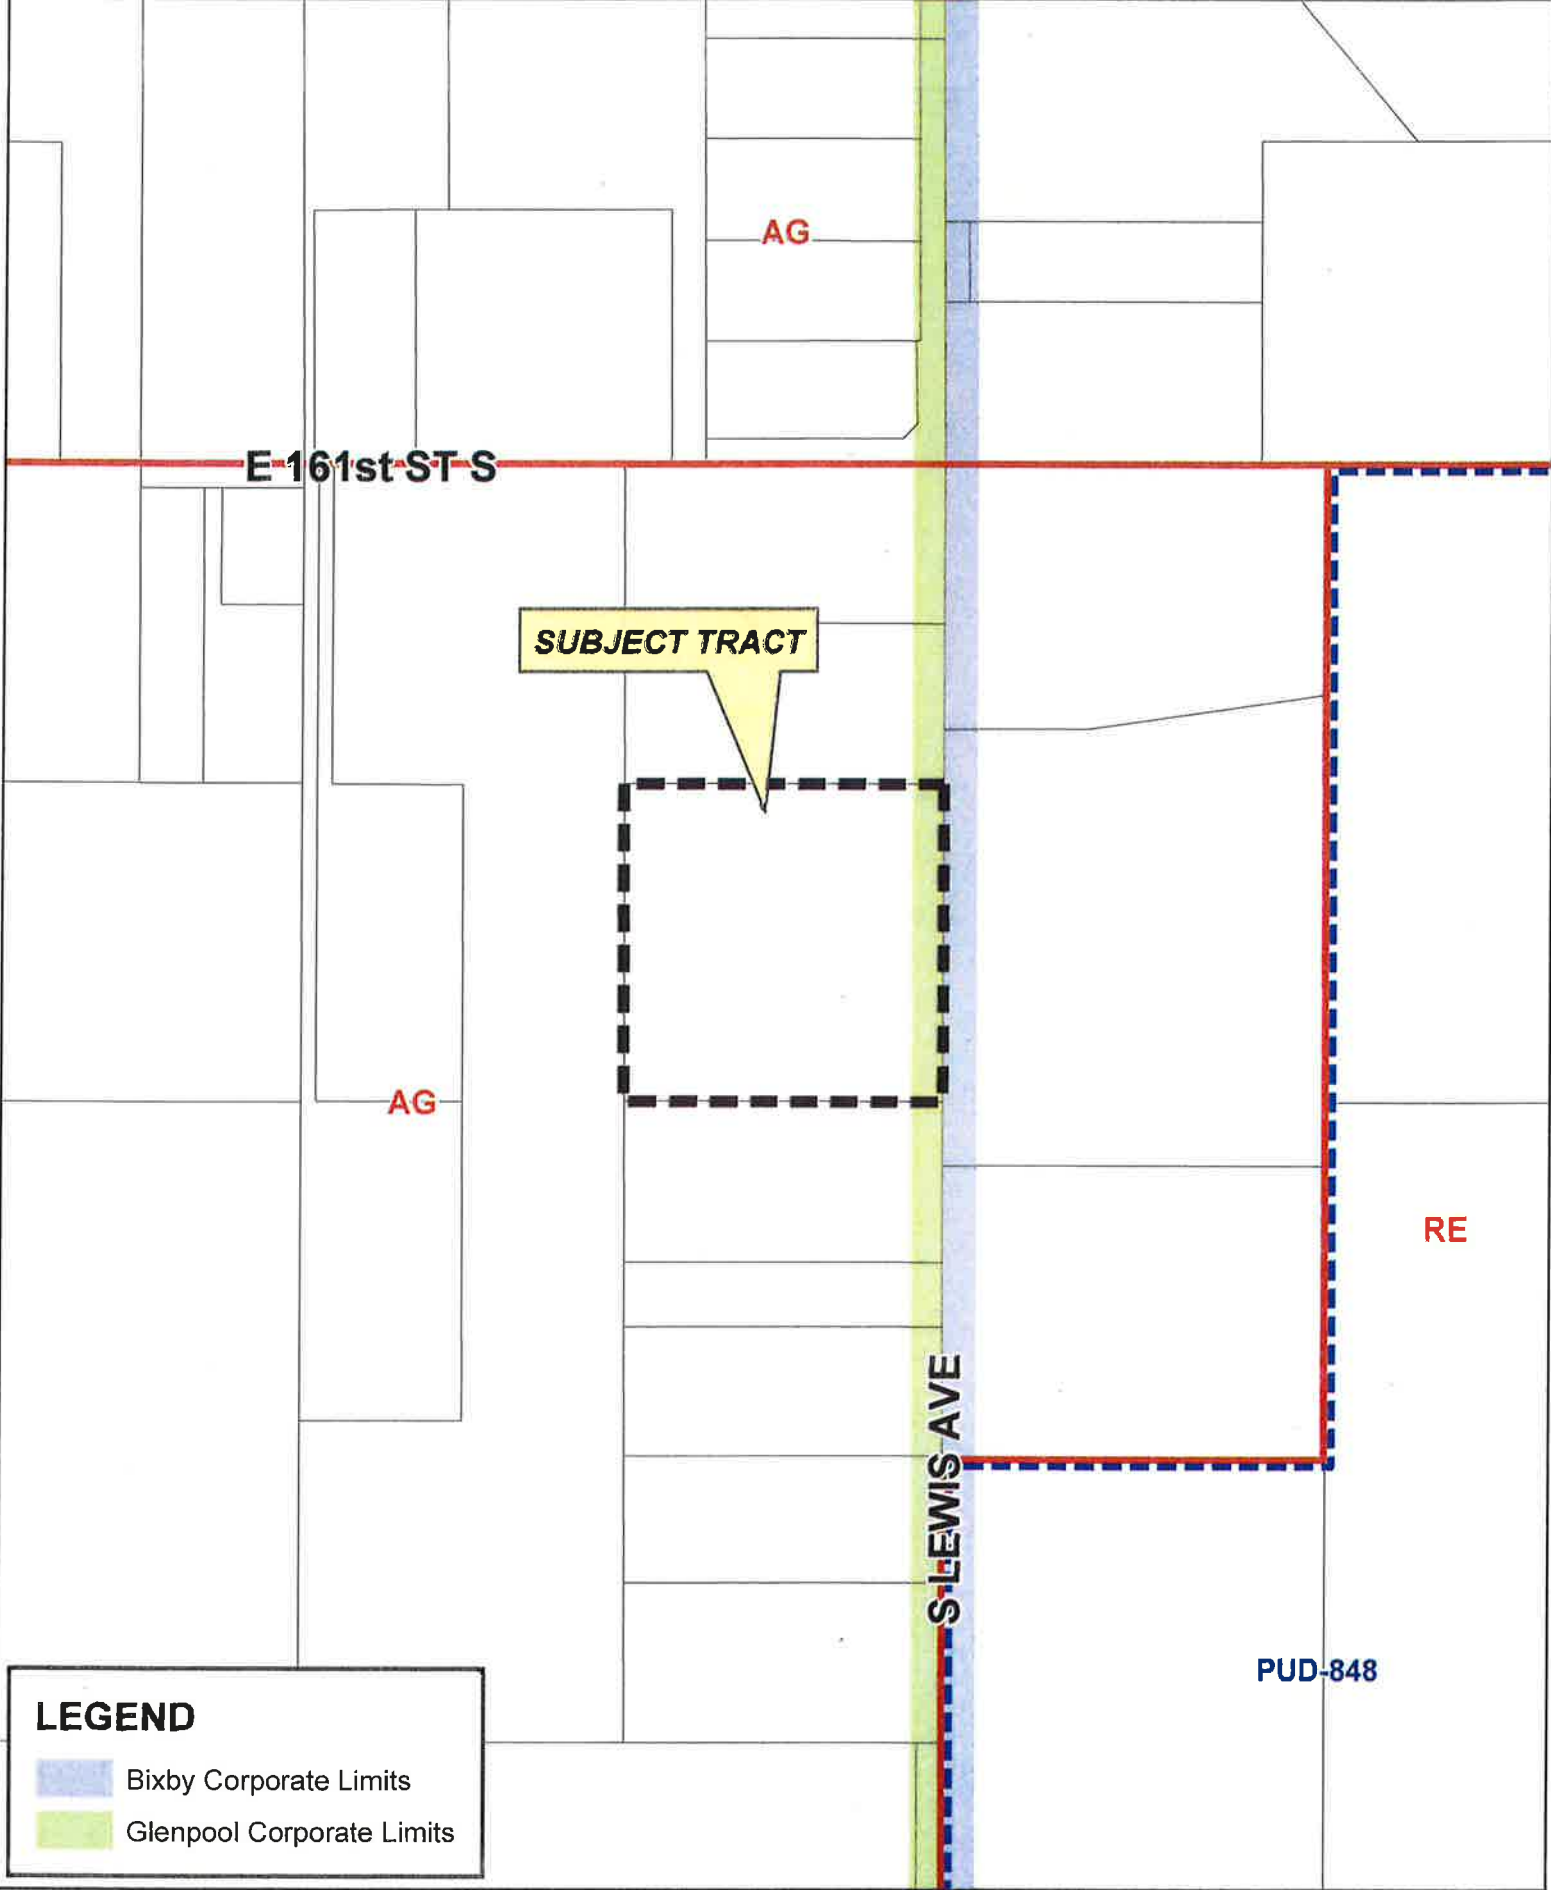 AG
E 161st ST S
SUBJECT TRACT
AG
RE
S LEWIS AVE
PUD-848
LEGEND
Bixby Corporate Limits
Glenpool Corporate Limits